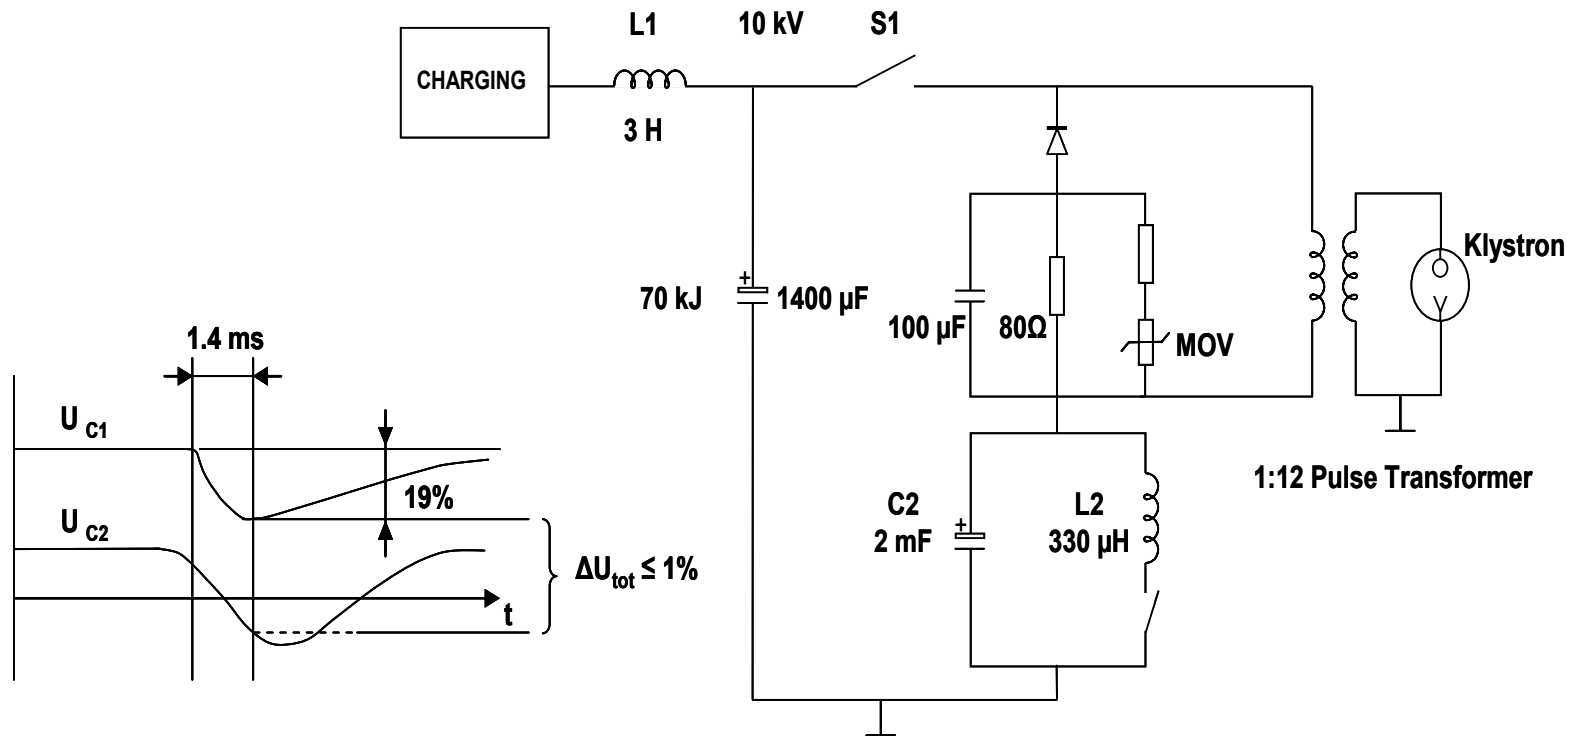 L1
10 kV
S1
CHARGING
3 H
70 kJ
+
1400 µF
100 µF
80Ω
MOV
Klystron
1:12 Pulse Transformer
C2
2 mF
+
L2
330 µH
1.4 ms
U C1
19%
U C2
ΔUtot ≤ 1%
t